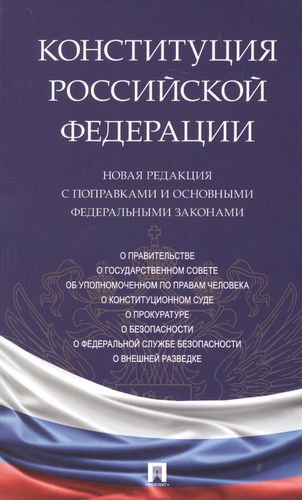 КОНСТИТУЦИЯ
РОССИЙСКОЙ
ФЕДЕРАЦИИ
НОВАЯ РЕДАКЦИЯ
С ПОПРАВКАМИ И ОСНОВНЫМИ
ФЕДЕРАЛЬНЫМИ ЗАКОНАМИ
О ПРАВИТЕЛЬСТВЕ
О ГОСУДАРСТВЕННОМ СОВЕТЕ
ОБ УПОЛНОМОЧЕННОМ ПО ПРАВАМ ЧЕЛОВЕКА
О КОНСТИТУЦИОННОМ СУДЕ
О ПРОКУРАТУРЕ
О БЕЗОПАСНОСТИ
О ФЕДЕРАЛЬНОЙ СЛУЖБЕ БЕЗОПАСНОСТИ
О ВНЕШНЕЙ РАЗВЕДКЕ
•ПРОСПЕКТ•